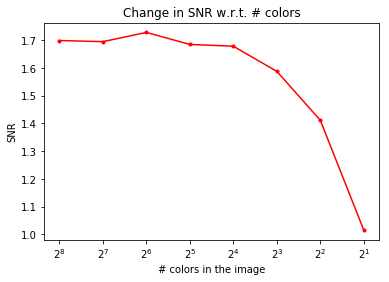 Change in SNR w.r.t. # colors
SNR
1.7
1.6
1.5
1.4
1.3
1.2
1.1
1.0
2⁸ 2⁷ 2⁶ 2⁵ 2⁴ 2³ 2² 2¹
# colors in the image